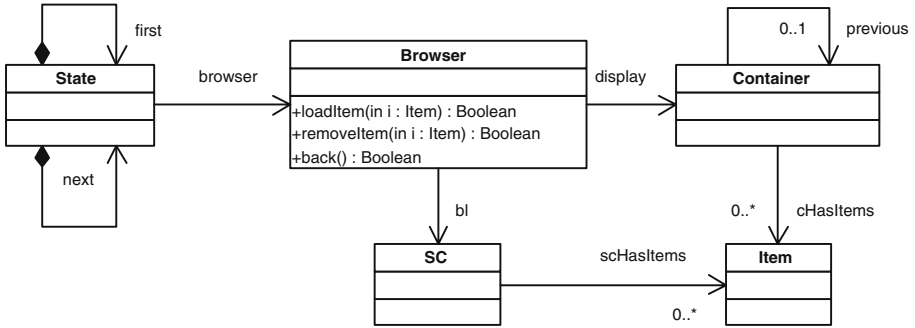 first
State
next
browser
Browser
+loadItem(in i : Item) : Boolean
+removeItem(in i : Item) : Boolean
+back() : Boolean
display
0..1
previous
Container
bl
0..*
cHasItems
SC
scHasItems
0..*
Item